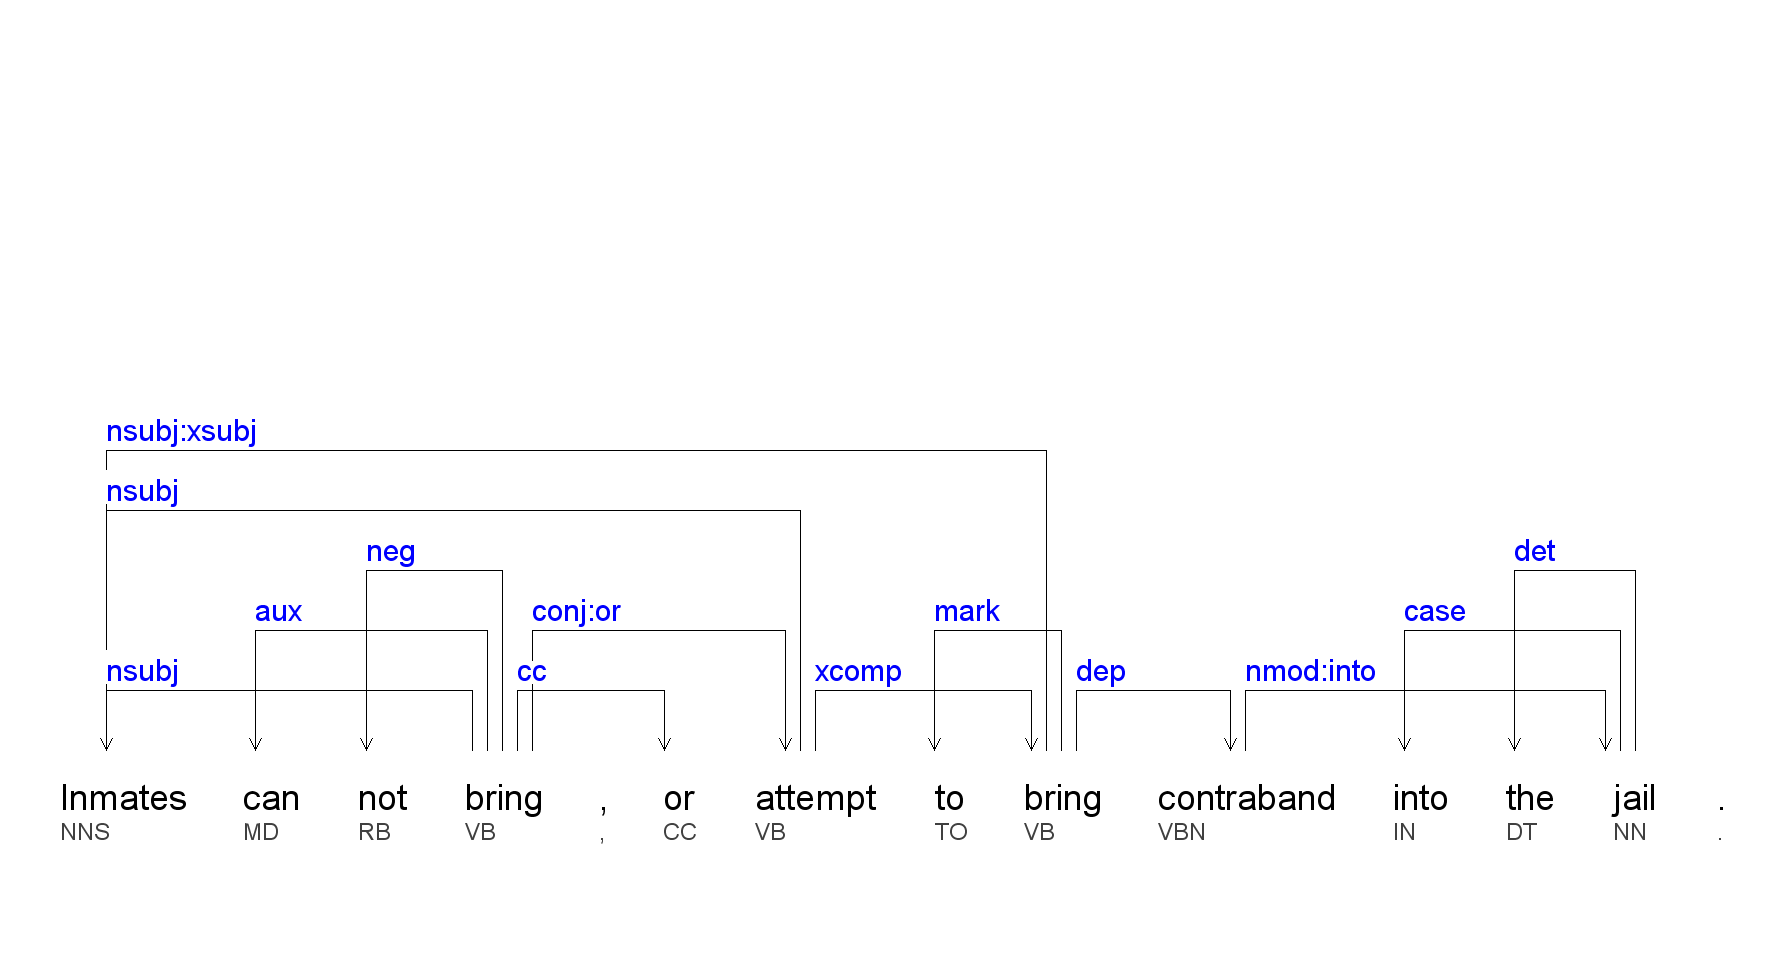 nsubj:xsubj
nsubj
neg det
aux conj:or mark case
nsubj cc xcomp dep nmod:into
Inmates can not bring , or attempt to bring contraband into the jail .
NNS MD RB VB , CC VB TO VB VBN IN DT NN .